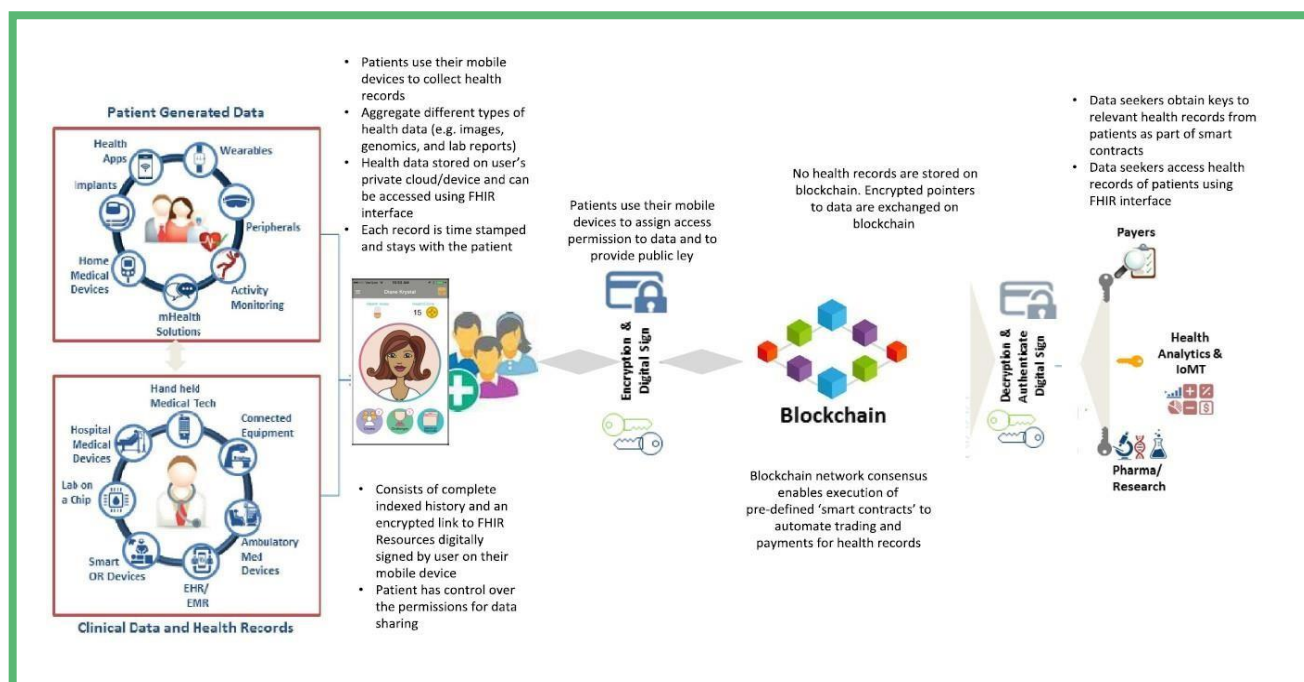 Patient Generated Data
Health
Apps
Wearables
Implants
Peripherals
Home
Medical
Devices
Activity
Monitoring
mHealth
Solutions
Hand held
Medical Tech
Hospital
Medical
Devices
Connected
Equipment
Lab on
a Chip
Ambulatory
Med
Devices
Smart
OR Devices
EHR/
EMR
Clinical Data and Health Records
• Patients use their mobile
devices to collect health
records
• Aggregate different types of
health data (e.g. images,
genomics, and lab reports)
• Health data stored on user's
private cloud/device and can
be accessed using FHIR
interface
• Each record is time stamped
and stays with the patient
15
• Consists of complete
indexed history and an
encrypted link to FHIR
Resources digitally
signed by user on their
mobile device
• Patient has control over
the permissions for data
sharing
Patients use their mobile
devices to assign access
permission to data and to
provide public ley
Encryption &
Digital Sign
No health records are stored on
blockchain. Encrypted pointers
to data are exchanged on
blockchain
Blockchain
Blockchain network consensus
enables execution of
pre-defined 'smart contracts' to
automate trading and
payments for health records
Decryption &
Authenticate
Digital Sign
• Data seekers obtain keys to
relevant health records from
patients as part of smart
contracts
• Data seekers access health
records of patients using
FHIR interface
Payers
Health
Analytics &
IoMT
Pharma/
Research